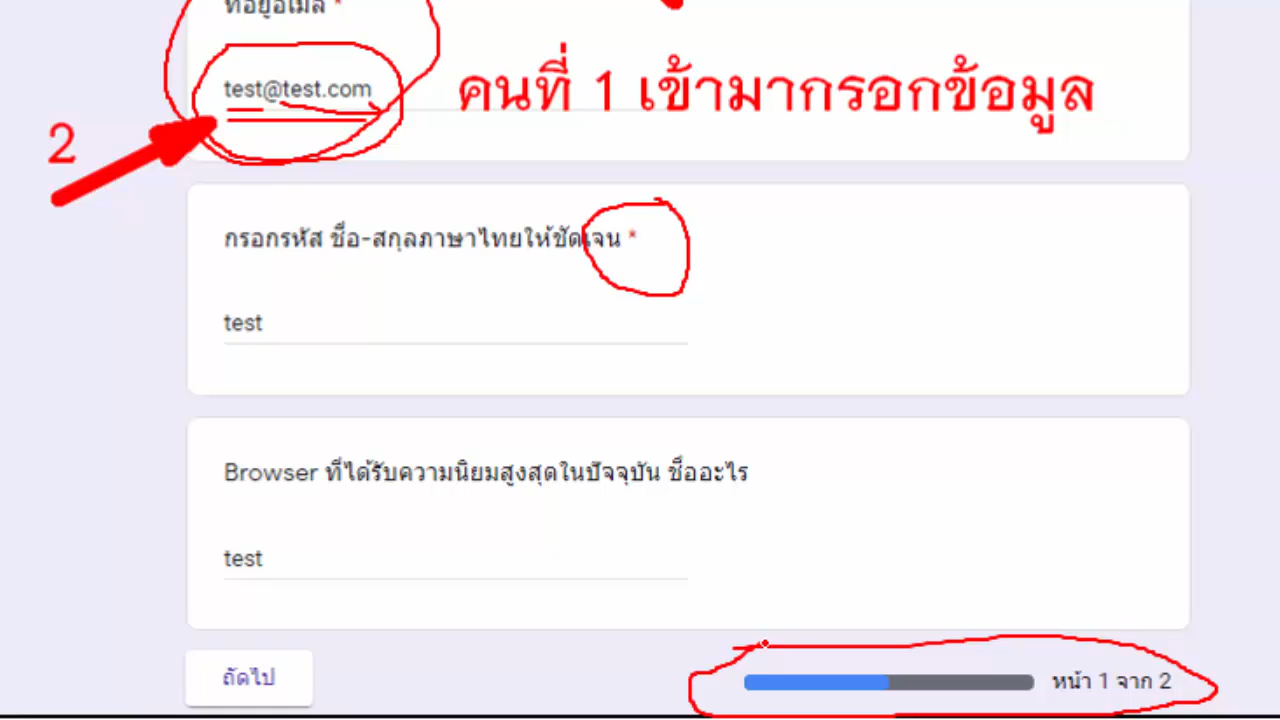 ที่อยู่อีเมล *
test@test.com
คนที่ 1 เข้ามากรอกข้อมูล
2
กรอกรหัส ชื่อ-สกุลภาษาไทยให้ชัดเจน *
test
Browser ที่ได้รับความนิยมสูงสุดในปัจจุบัน ชื่ออะไร
test
ถัดไป
หน้า 1 จาก 2